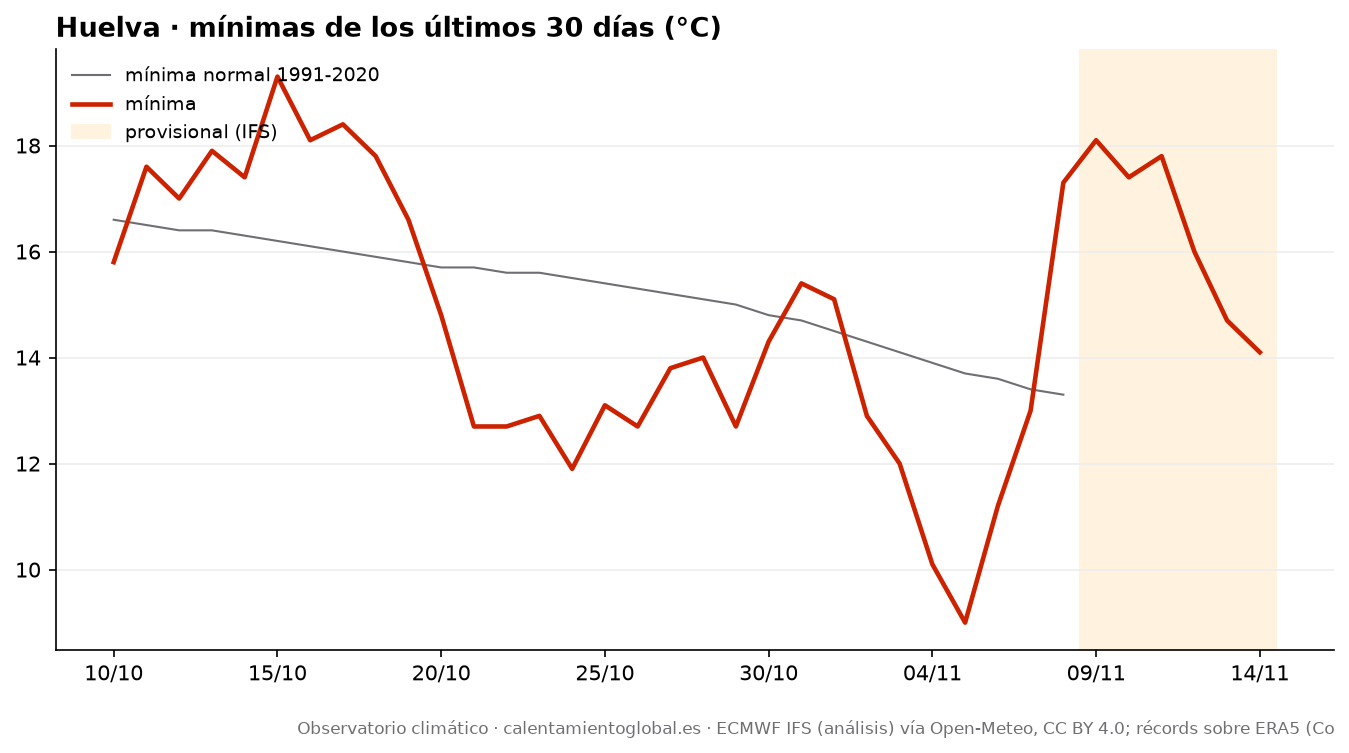 Huelva · mínimas de los últimos 30 días (°C)
mínima normal 1991-2020
mínima
provisional (IFS)
18
16
14
12
10
10/10 15/10 20/10 25/10 30/10 04/11 09/11 14/11
Observatorio climático · calentamientoglobal.es · ECMWF IFS (análisis) vía Open-Meteo, CC BY 4.0; récords sobre ERA5 (Co